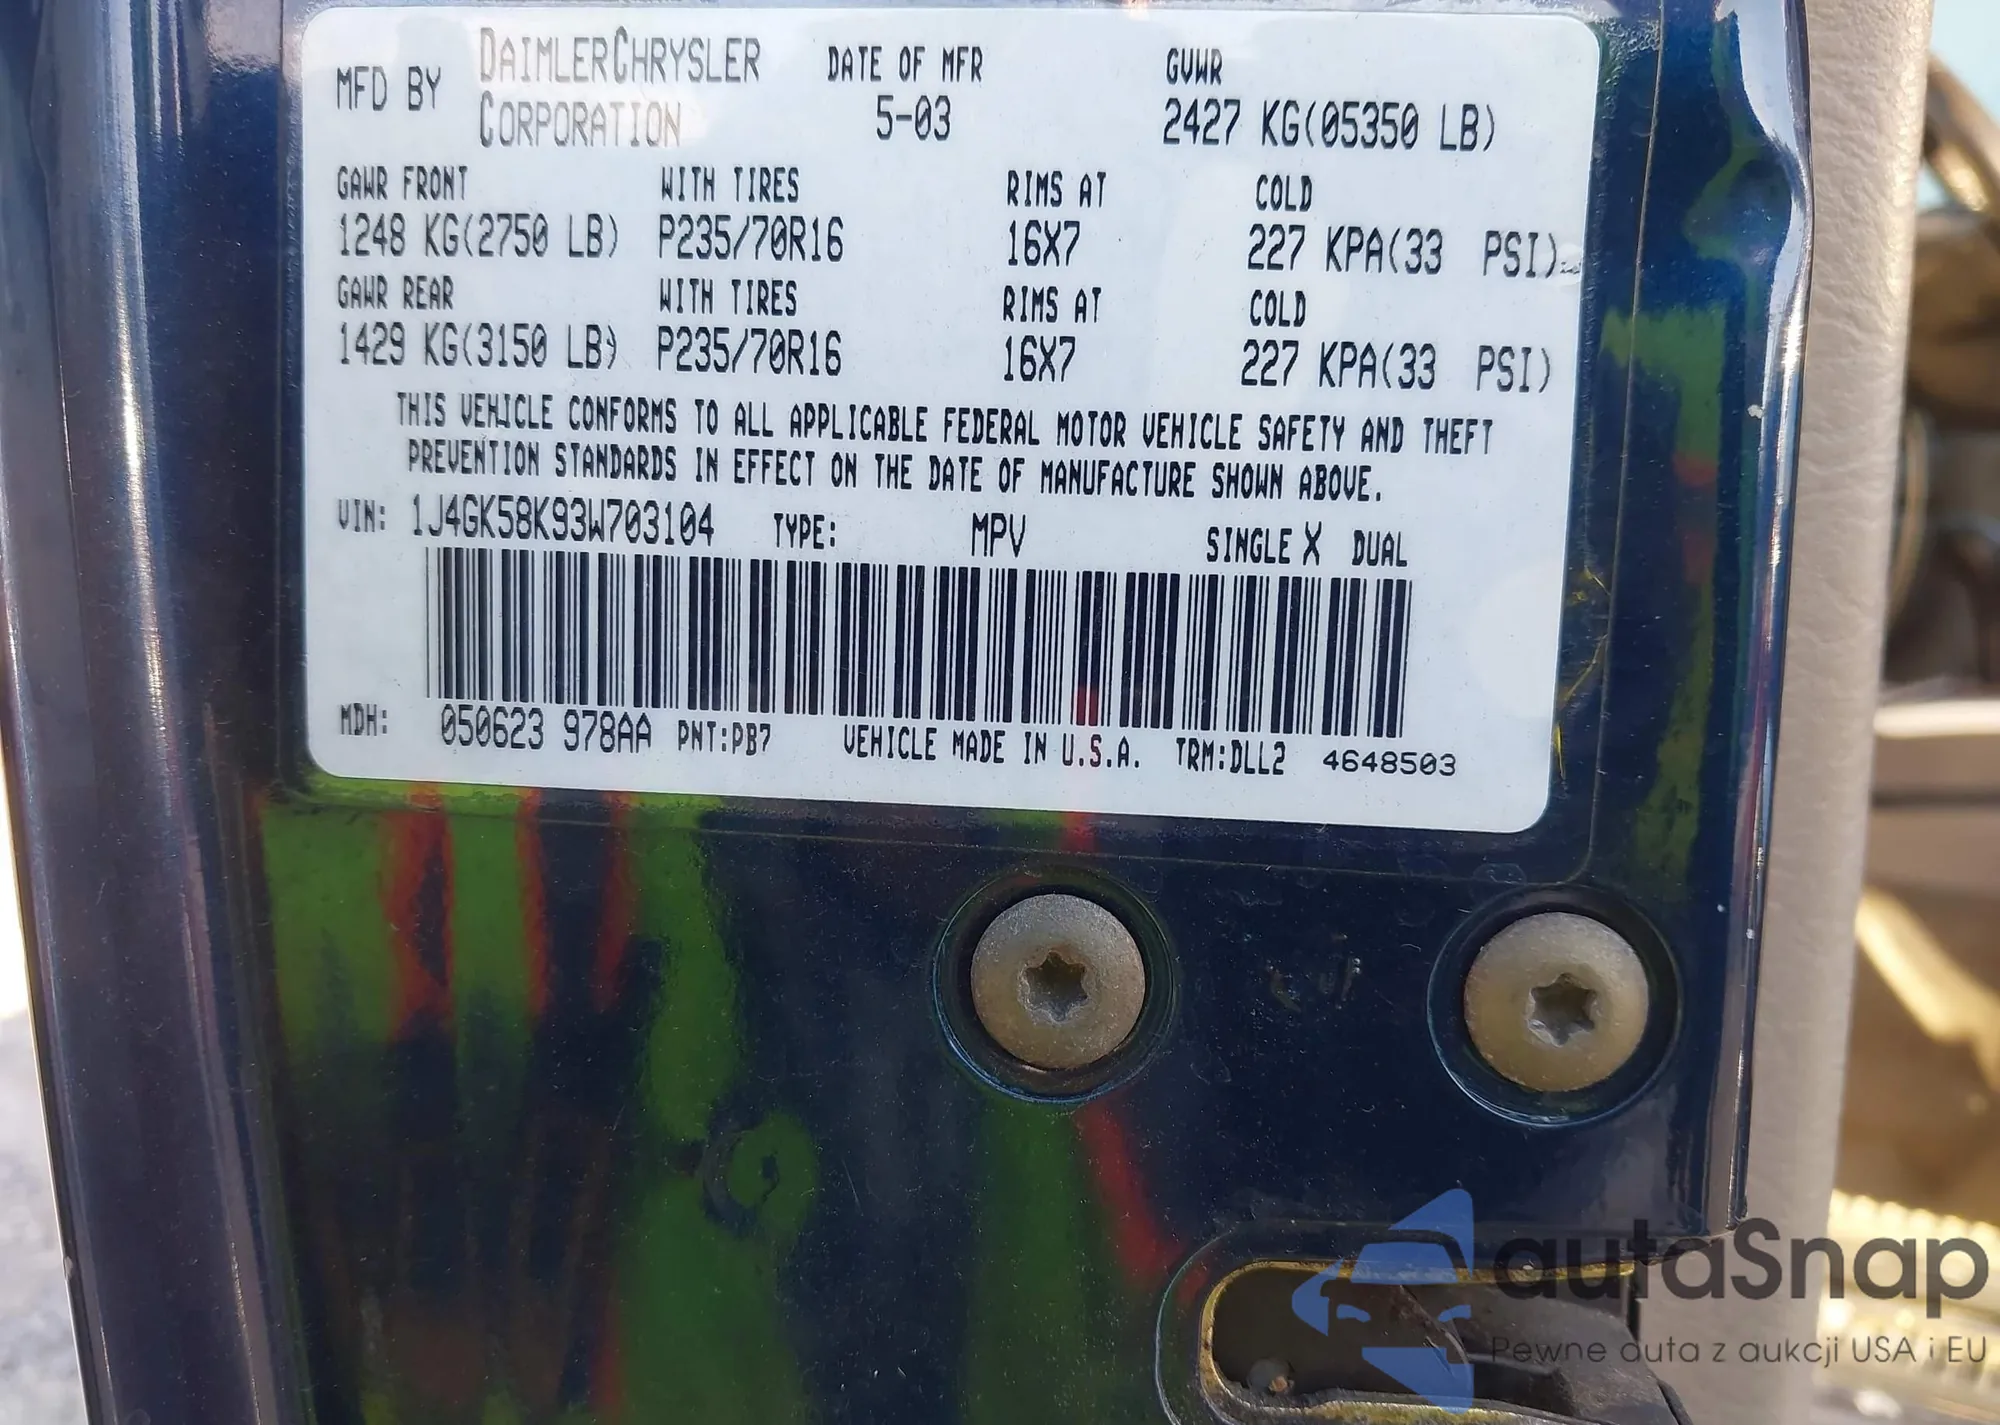 MFD BY DAIMLERCHRYSLER CORPORATION DATE OF MFR 5-03 GVWR 2427 KG(05350 LB)
GAWR FRONT WITH TIRES RIMS AT COLD
1248 KG(2750 LB) P235/70R16 16X7 227 KPA(33 PSI)
GAWR REAR WITH TIRES RIMS AT COLD
1429 KG(3150 LB) P235/70R16 16X7 227 KPA(33 PSI)
THIS VEHICLE CONFORMS TO ALL APPLICABLE FEDERAL MOTOR VEHICLE SAFETY AND THEFT
PREVENTION STANDARDS IN EFFECT ON THE DATE OF MANUFACTURE SHOWN ABOVE.
VIN: 1J4GK58K93W703104 TYPE: MPV SINGLE X DUAL
MDH: 050623 978AA PNT:PB7 VEHICLE MADE IN U.S.A. TRM:DLL2 4648503
autaSnap
Pewne auta z aukcji USA i EU